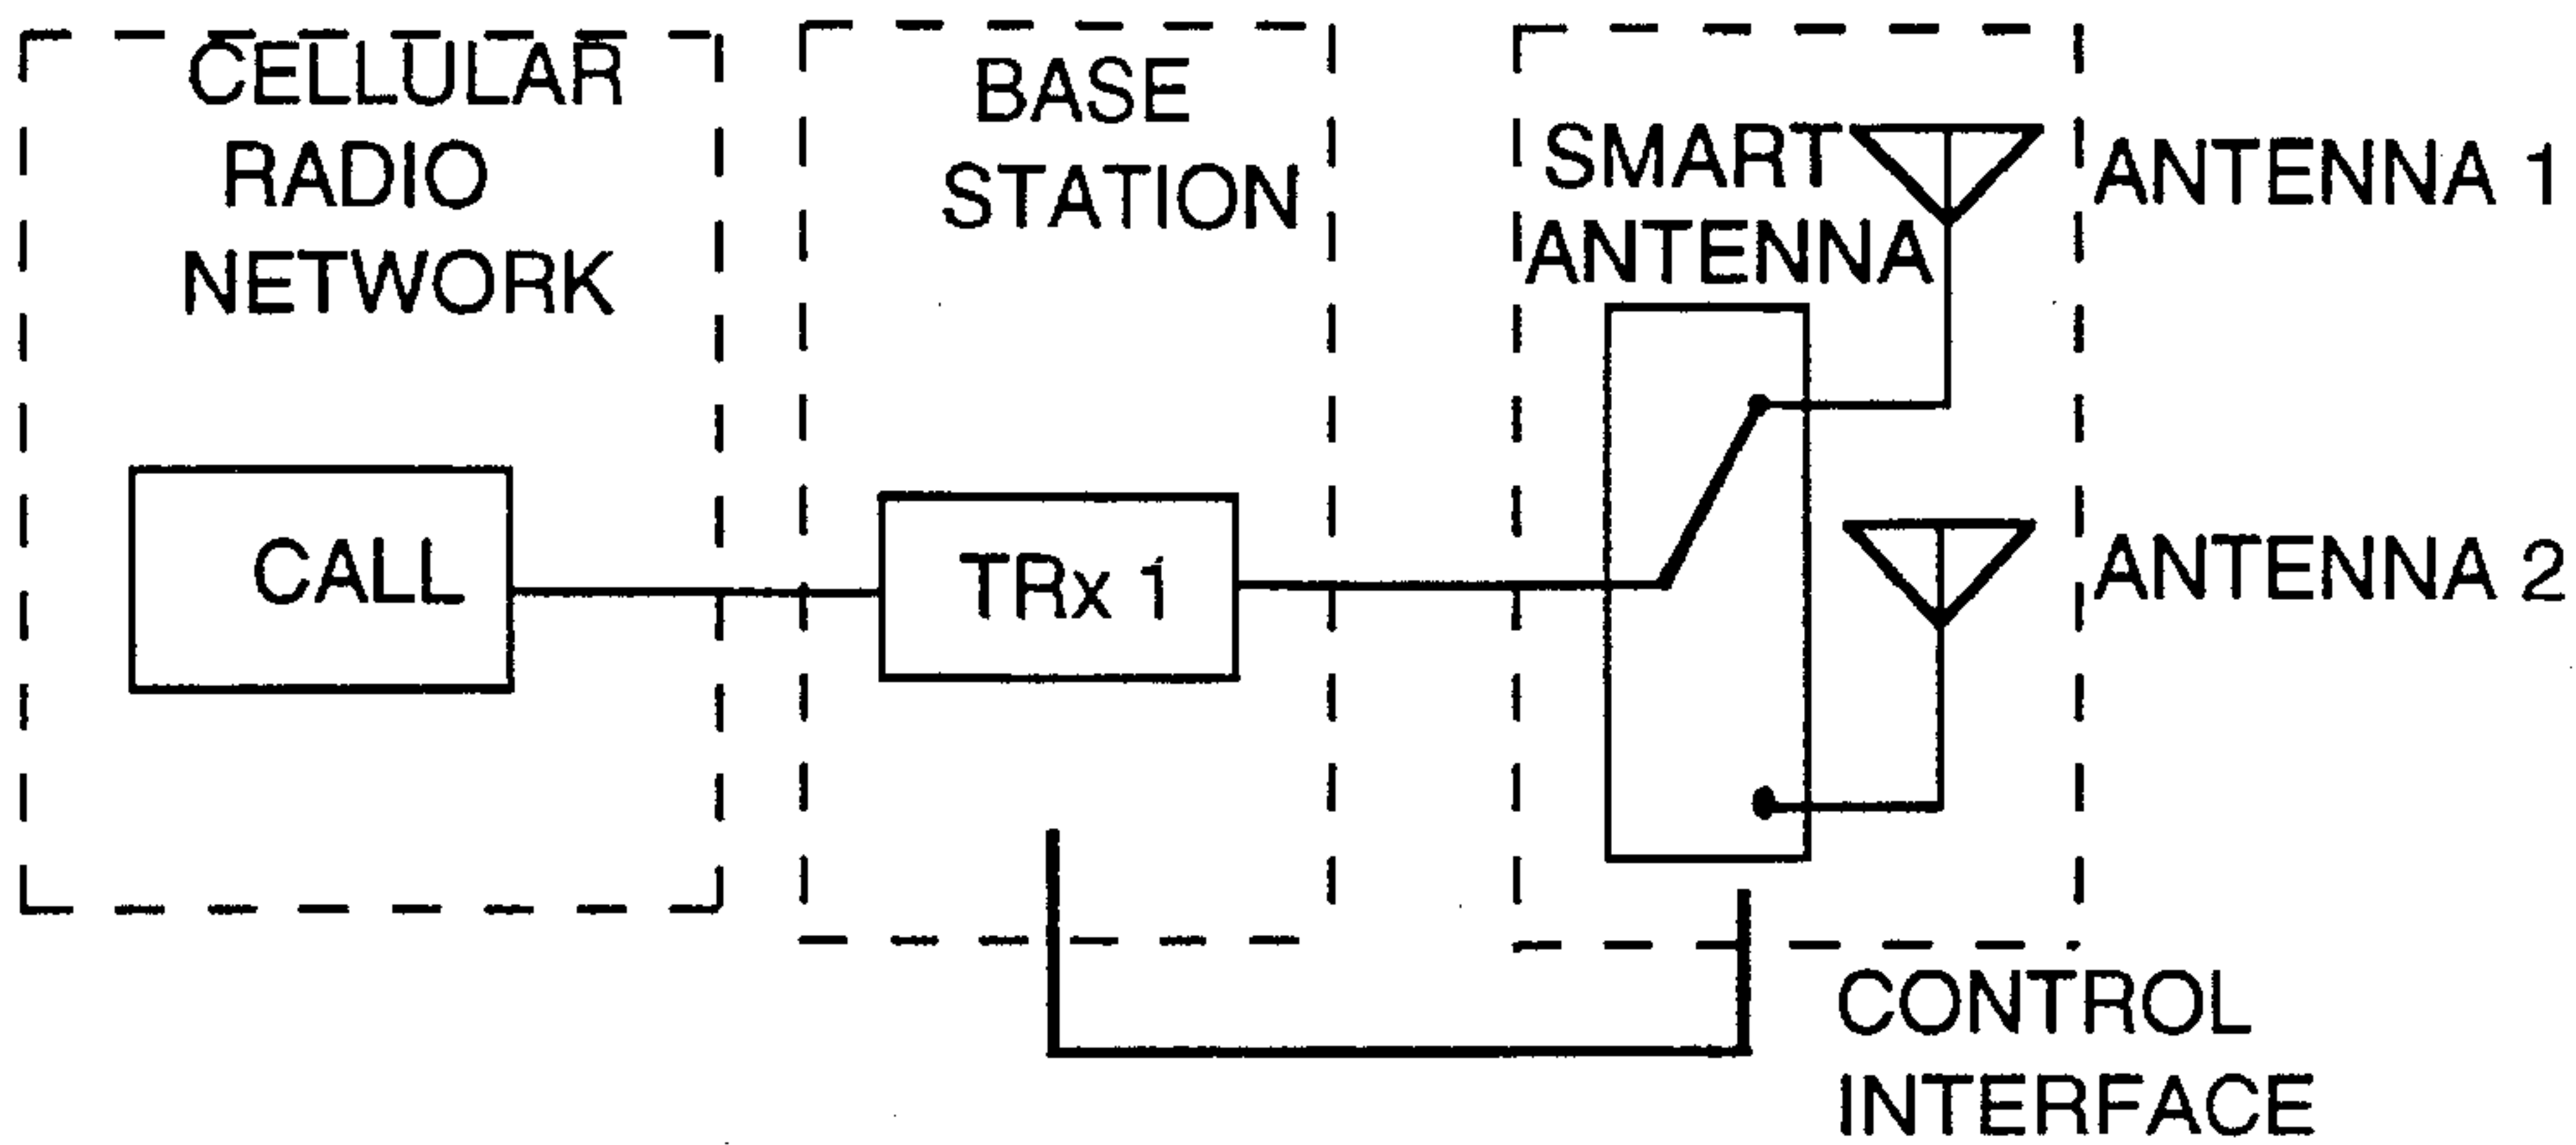 CELLULAR
RADIO
NETWORK
BASE
STATION
SMART
ANTENNA
ANTENNA 1
CALL
TRx 1
ANTENNA 2
CONTROL
INTERFACE